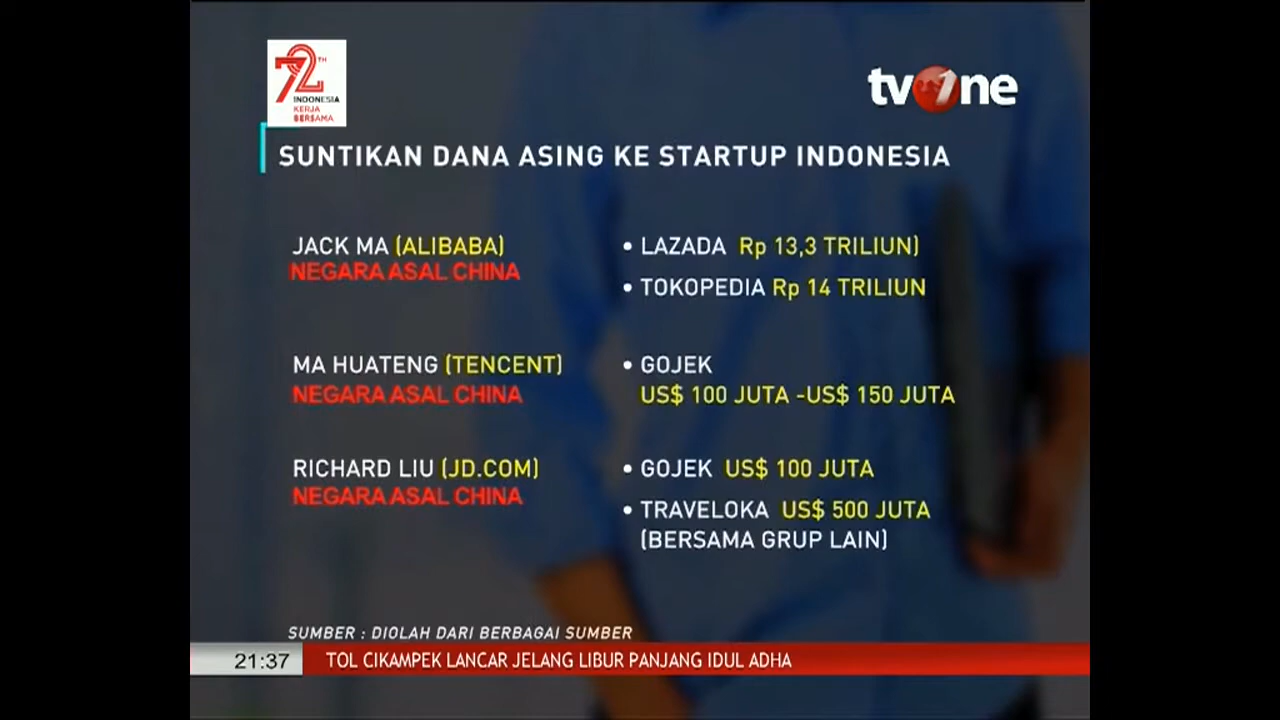 72TH
INDONESIA
KERJA
BERSAMA
tvOne
SUNTIKAN DANA ASING KE STARTUP INDONESIA
JACK MA (ALIBABA)
NEGARA ASAL CHINA
• LAZADA Rp 13,3 TRILIUN)
• TOKOPEDIA Rp 14 TRILIUN
MA HUATENG (TENCENT)
NEGARA ASAL CHINA
• GOJEK
US$ 100 JUTA -US$ 150 JUTA
RICHARD LIU (JD.COM)
NEGARA ASAL CHINA
• GOJEK US$ 100 JUTA
• TRAVELOKA US$ 500 JUTA
(BERSAMA GRUP LAIN)
SUMBER : DIOLAH DARI BERBAGAI SUMBER
21:37
TOL CIKAMPEK LANCAR JELANG LIBUR PANJANG IDUL ADHA